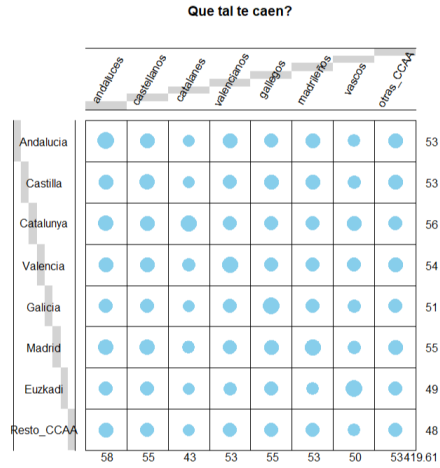 Que tal te caen?
andaluces castellanos catalanes valencianos gallegos madrileños vascos otras_CCAA
Andalucia 53
Castilla 53
Catalunya 56
Valencia 54
Galicia 51
Madrid 55
Euzkadi 49
Resto_CCAA 48
58 55 43 53 55 53 50 53419.61